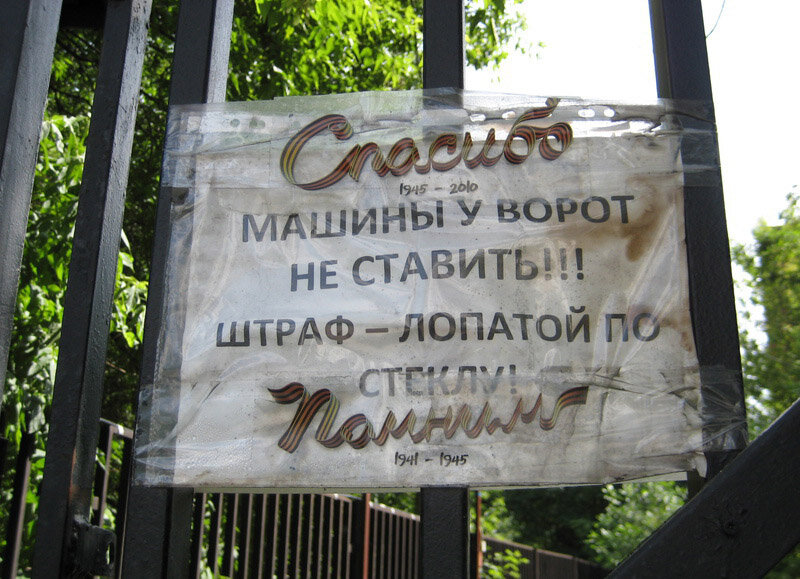 Спасибо
1945 - 2010
МАШИНЫ У ВОРОТ
НЕ СТАВИТЬ!!!
ШТРАФ – ЛОПАТОЙ ПО
СТЕКЛУ!
Помним
1941 - 1945